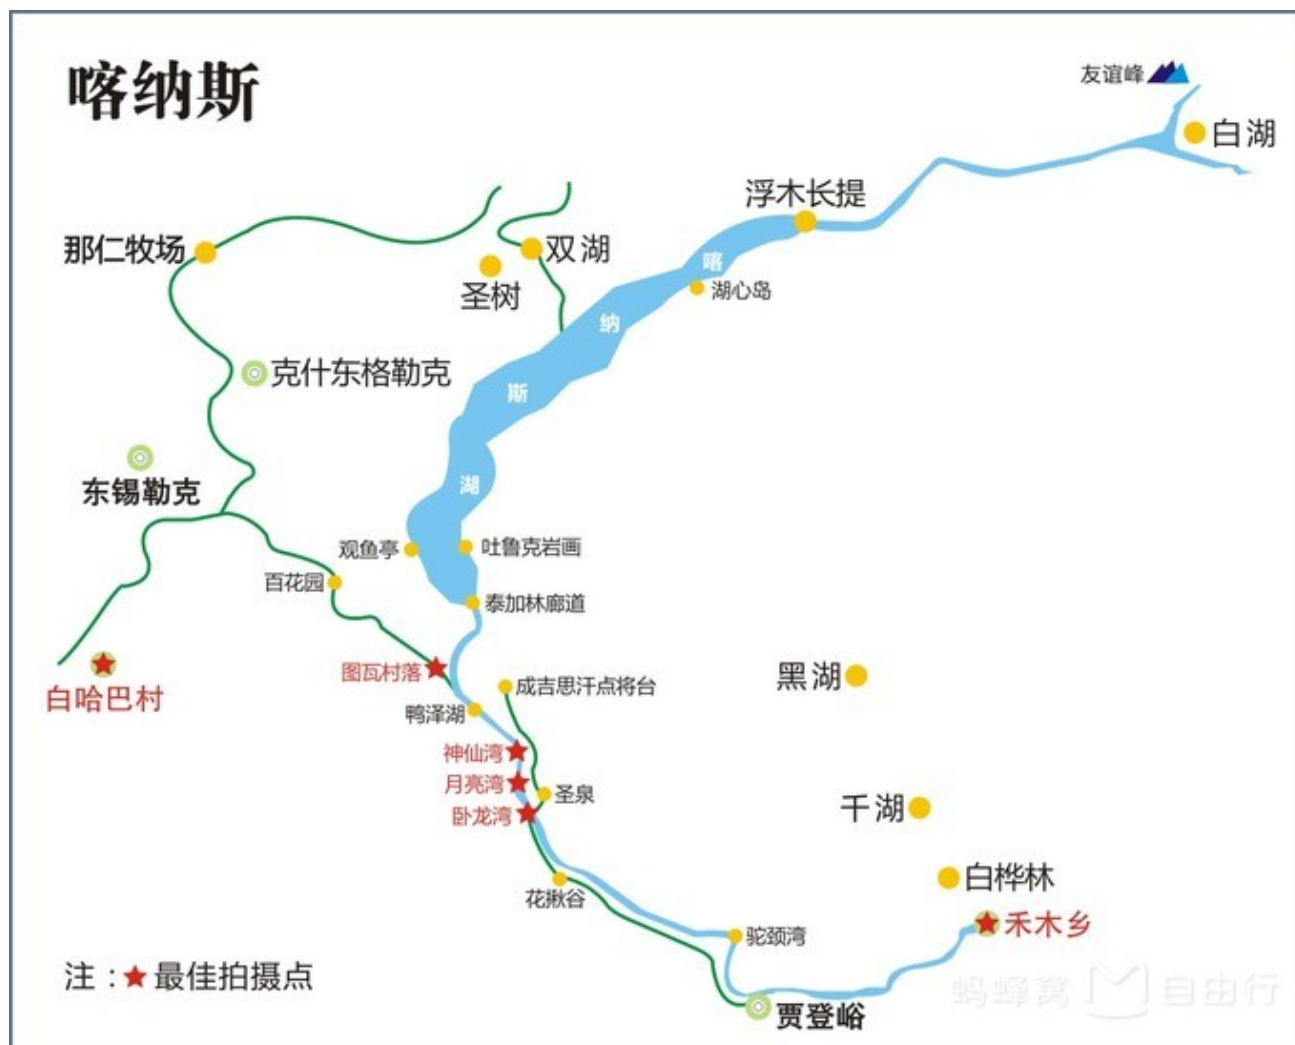 喀纳斯
友谊峰
白湖
浮木长提
那仁牧场
双湖
圣树
喀
湖心岛
纳
克什东格勒克
斯
东锡勒克
湖
观鱼亭
吐鲁克岩画
百花园
泰加林廊道
图瓦村落
白哈巴村
成吉思汗点将台
黑湖
鸭泽湖
神仙湾
月亮湾
圣泉
卧龙湾
千湖
花揪谷
白桦林
驼颈湾
禾木乡
注：★最佳拍摄点
贾登峪
蚂蜂窝 自由行